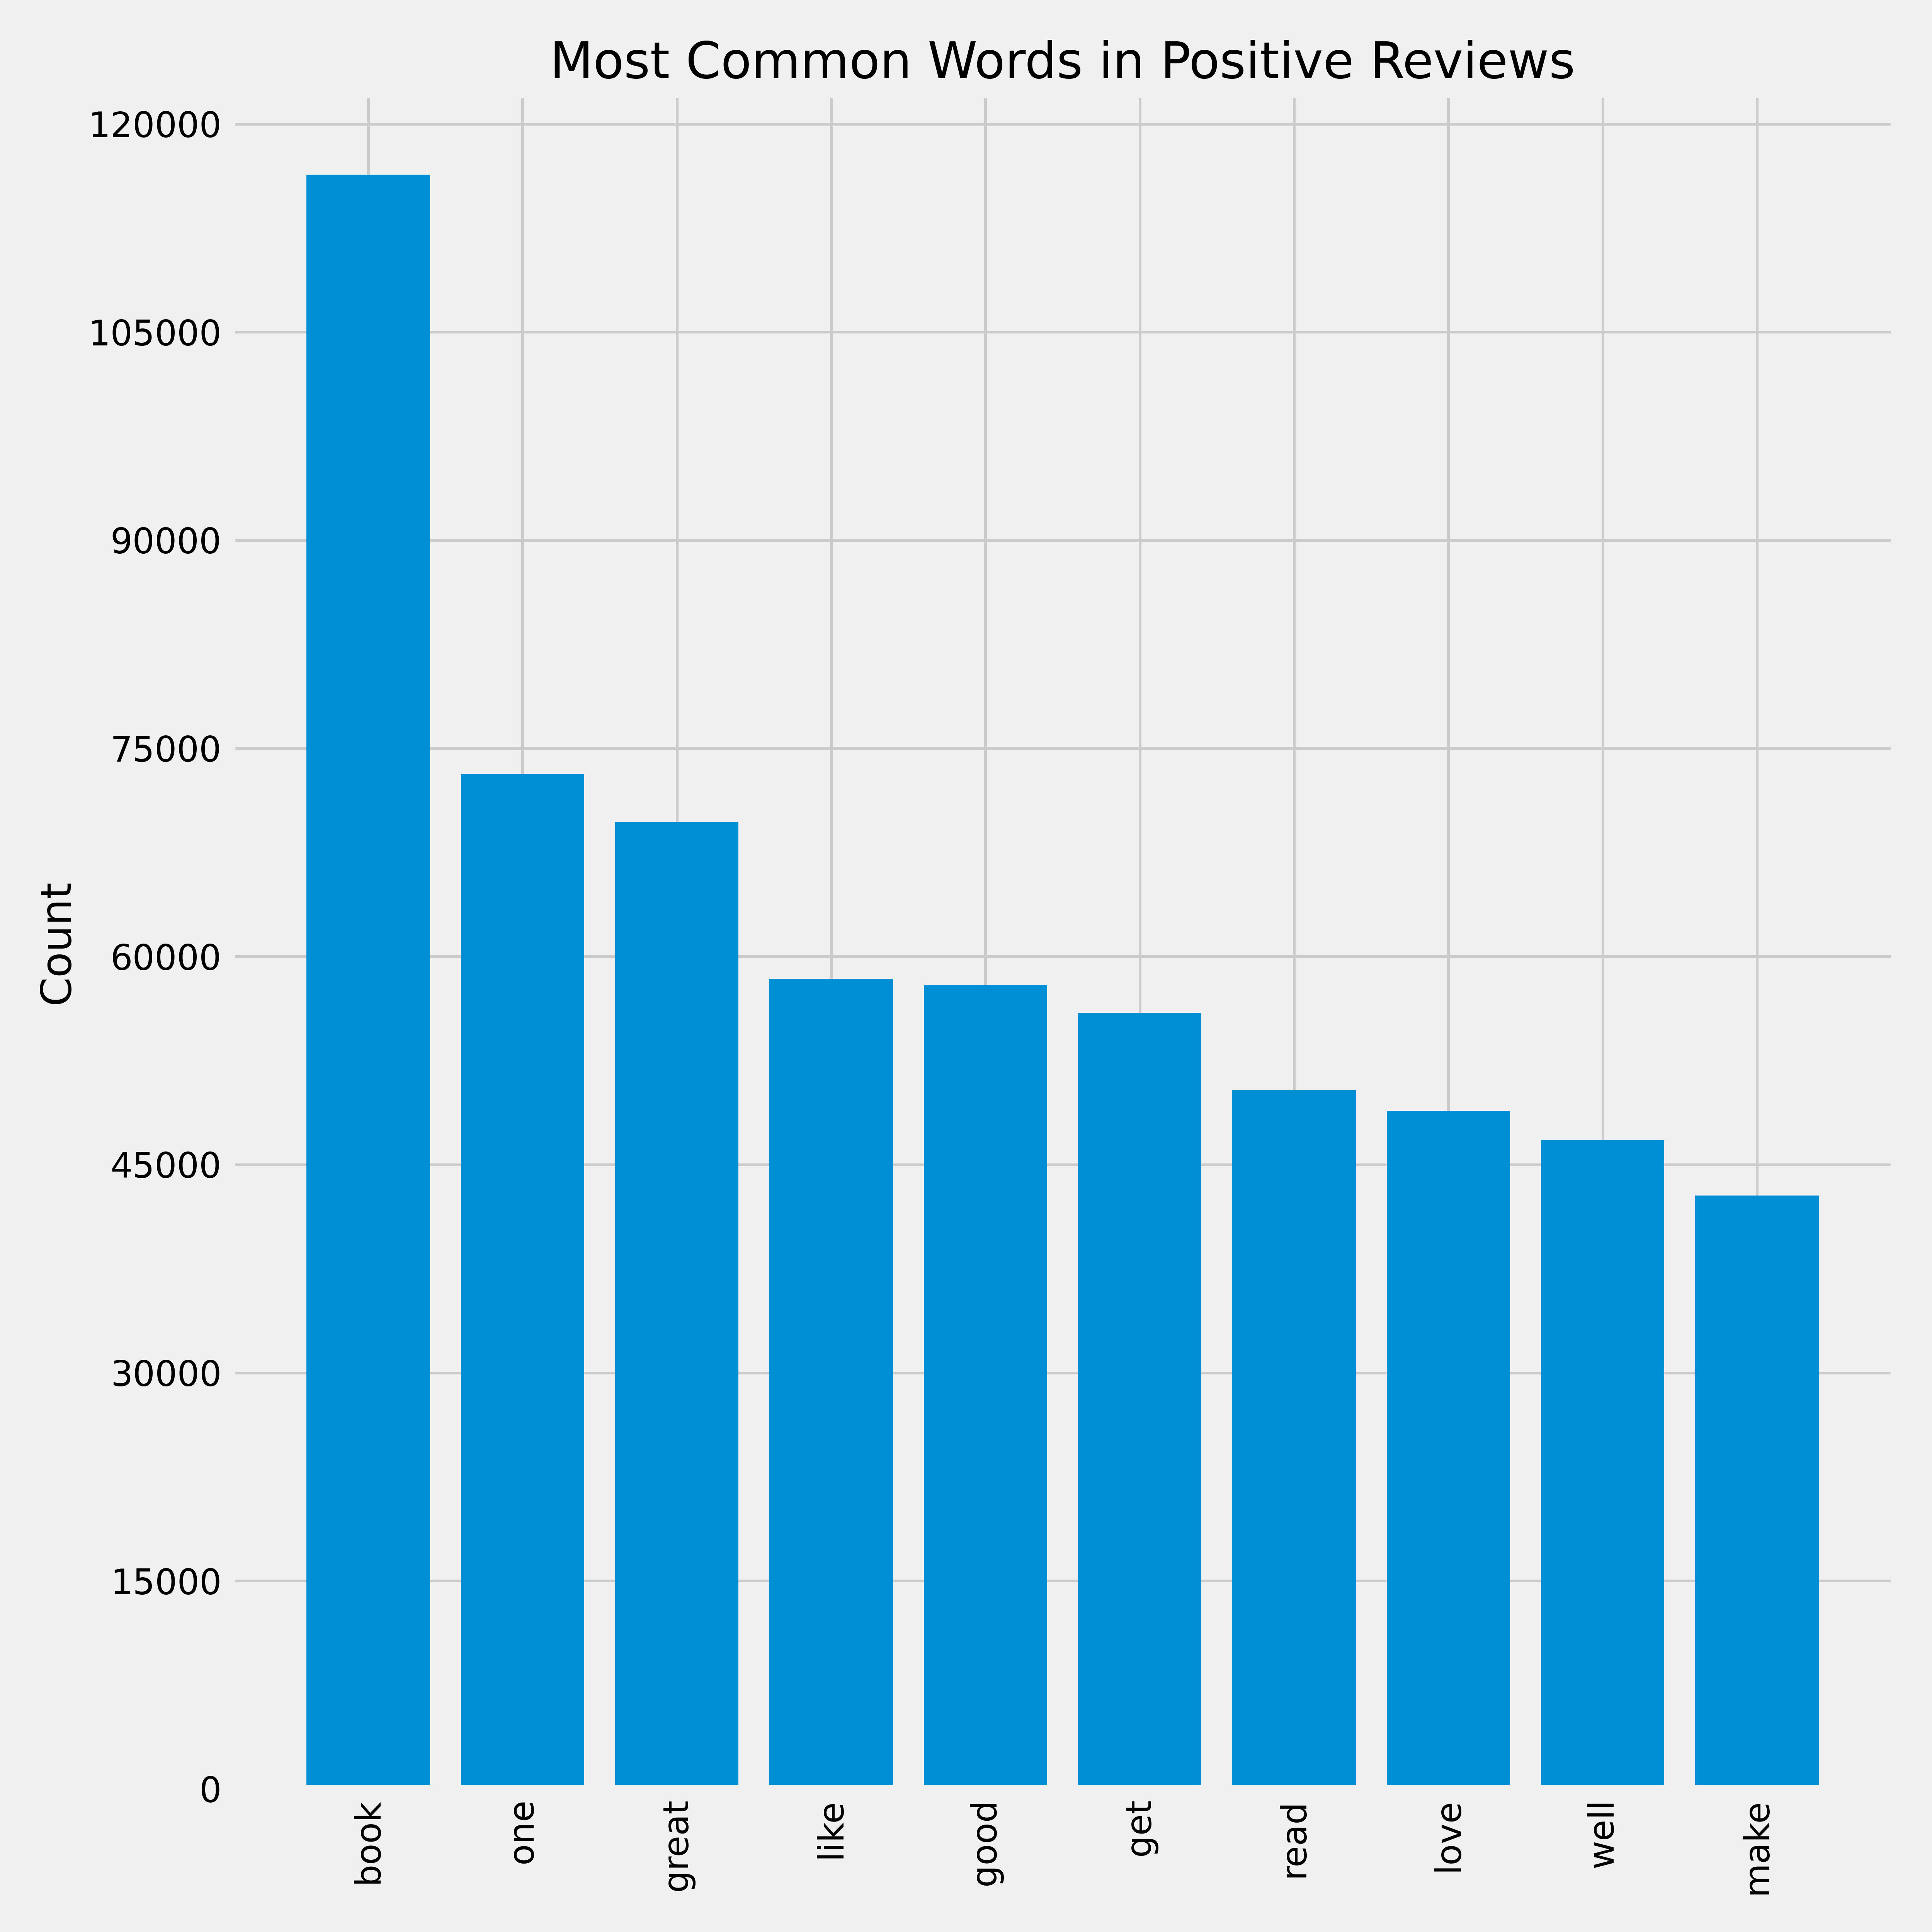 Most Common Words in Positive Reviews
120000
105000
90000
75000
60000
45000
30000
15000
0
Count
book
one
great
like
good
get
read
love
well
make